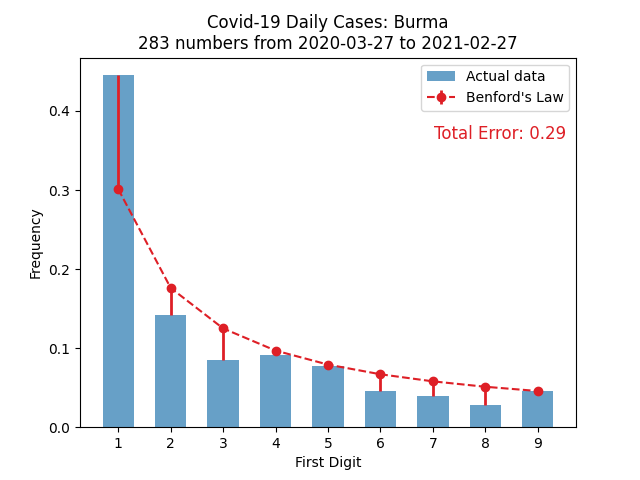 Covid-19 Daily Cases: Burma
283 numbers from 2020-03-27 to 2021-02-27
Actual data
Benford's Law
Total Error: 0.29
Frequency
0.4
0.3
0.2
0.1
0.0
1 2 3 4 5 6 7 8 9
First Digit